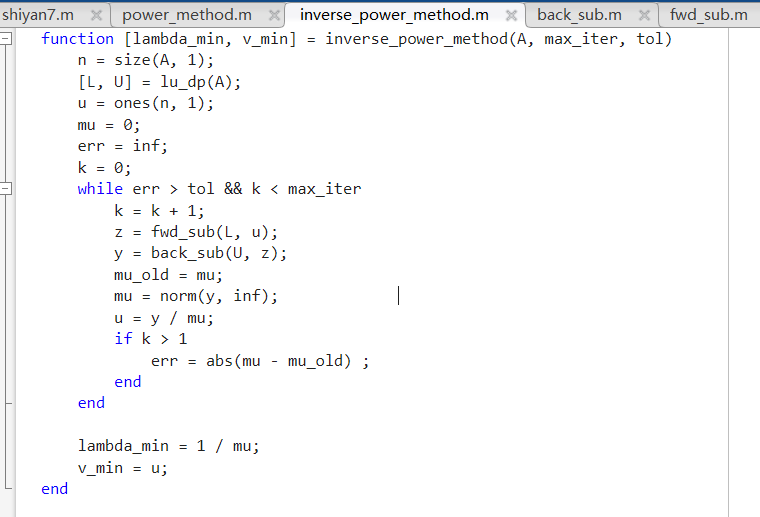 shiyan7.m power_method.m inverse_power_method.m back_sub.m fwd_sub.m
function [lambda_min, v_min] = inverse_power_method(A, max_iter, tol)
    n = size(A, 1);
    [L, U] = lu_dp(A);
    u = ones(n, 1);
    mu = 0;
    err = inf;
    k = 0;
    while err > tol && k < max_iter
        k = k + 1;
        z = fwd_sub(L, u);
        y = back_sub(U, z);
        mu_old = mu;
        mu = norm(y, inf);
        u = y / mu;
        if k > 1
            err = abs(mu - mu_old) ;
        end
    end

    lambda_min = 1 / mu;
    v_min = u;
end